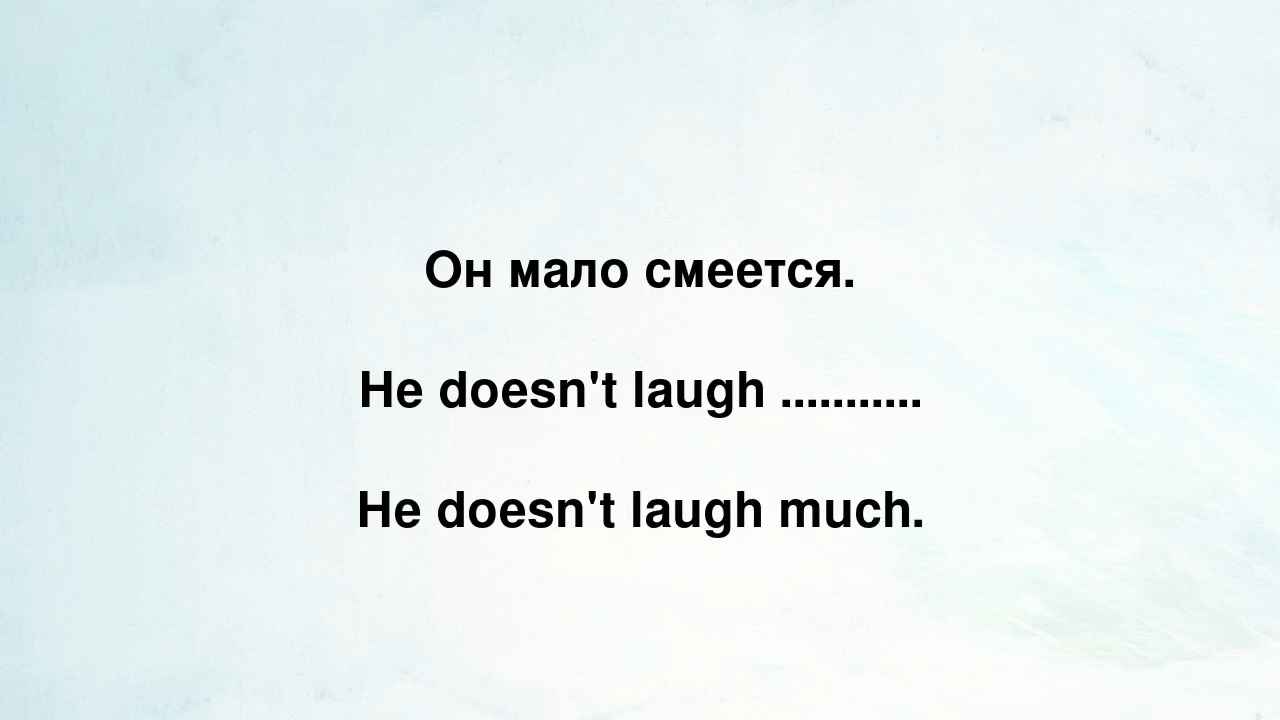 Он мало смеется.
He doesn't laugh ...........
He doesn't laugh much.